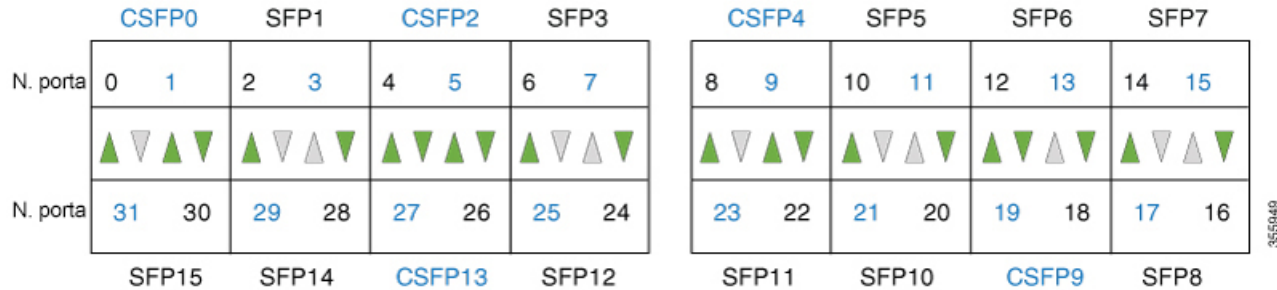 CSFP0 SFP1 CSFP2 SFP3 CSFP4 SFP5 SFP6 SFP7
N. porta 0 1 2 3 4 5 6 7 8 9 10 11 12 13 14 15
N. porta 31 30 29 28 27 26 25 24 23 22 21 20 19 18 17 16
SFP15 SFP14 CSFP13 SFP12 SFP11 SFP10 CSFP9 SFP8
355949